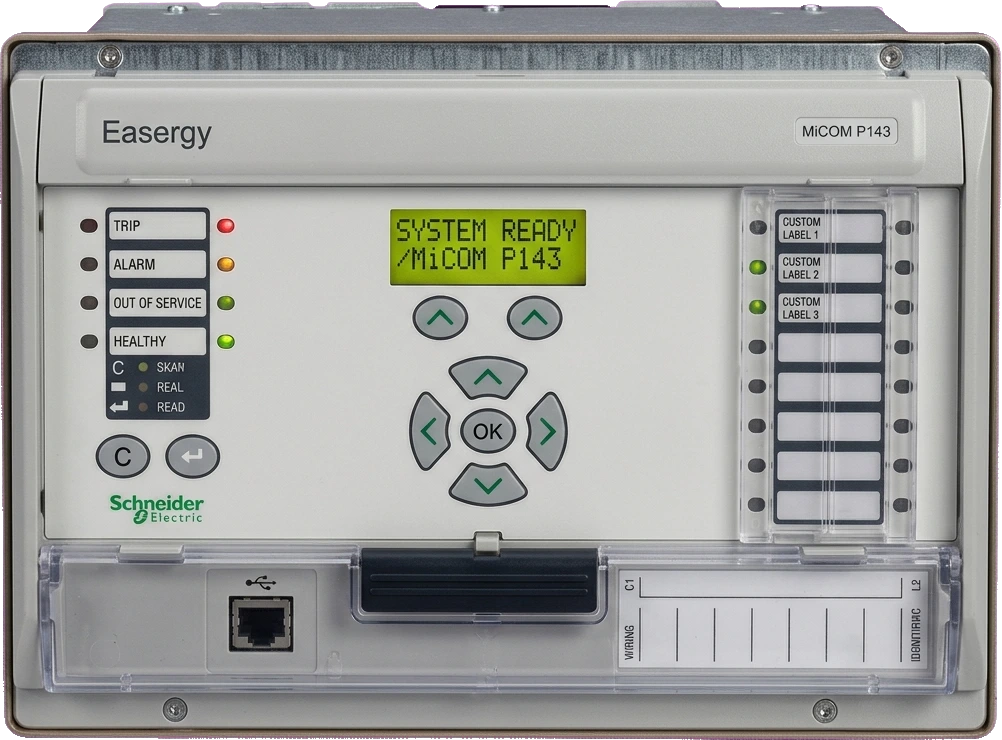 Easergy
MiCOM P143
TRIP
ALARM
OUT OF SERVICE
HEALTHY
C SKAN
REAL
READ
C
Schneider
Electric
SYSTEM READY
/MiCOM P143
OK
CUSTOM
LABEL 1
CUSTOM
LABEL 2
CUSTOM
LABEL 3
C1
L2
WIRING